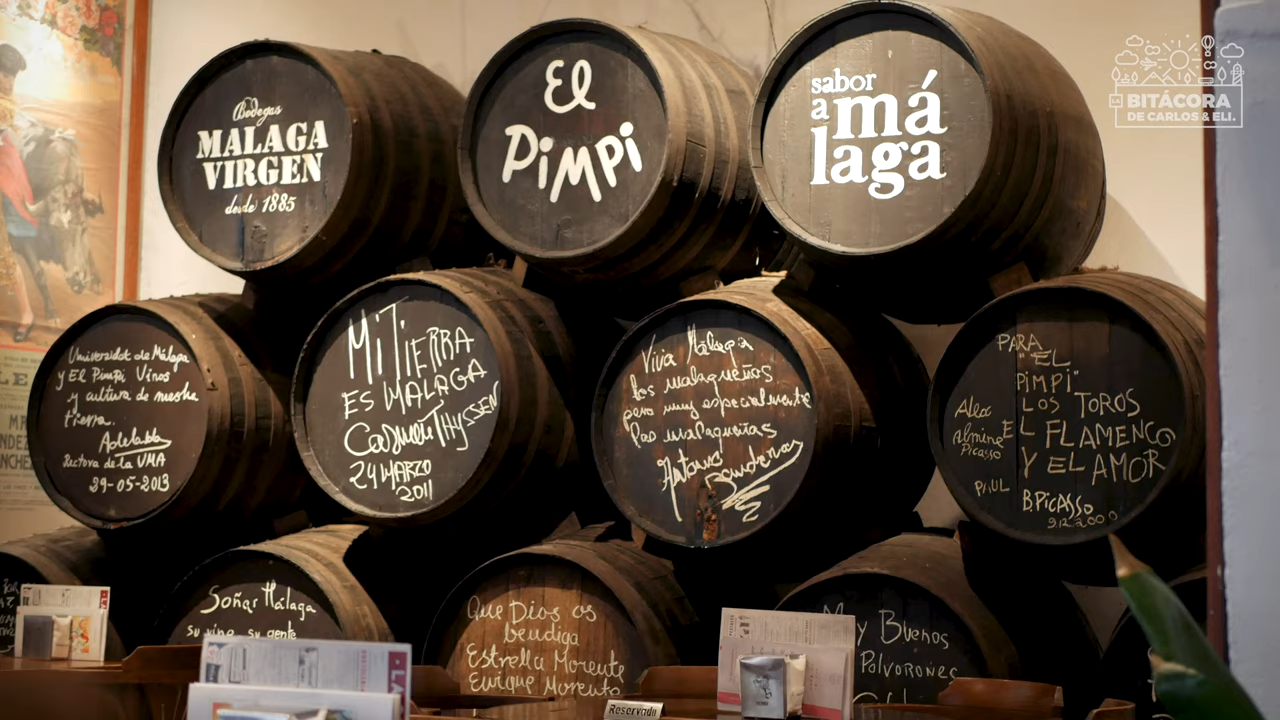 Bodegas
MALAGA
VIRGEN
desde 1885
El
PiMPi
sabor
a má
laga
LA
BITÁCORA
DE CARLOS & ELI.
Universidad de Málaga
y El Pimpi Vinos
y cultura de nuestra
tierra.
Adelaida
Rectora de la UMA
29-05-2013
Mi TiERRA
ES MALAGA
Carmen Thyssen
24 MARZO
2011
Viva Málaga
los malagueños
pero muy especialmente
las malagueñas
Antonio Banderas
PARA
"EL
PiMPi"
LOS TOROS
EL FLAMENCO
Y EL AMOR
B. PiCASSO
9.12.2000
Alex
Almine
Picasso
PAUL
Soñar Málaga
su vino, su gente
Que Dios os
bendiga
Estrella Morente
Enrique Morente
Muy Buenos
Polvorones
Reservado